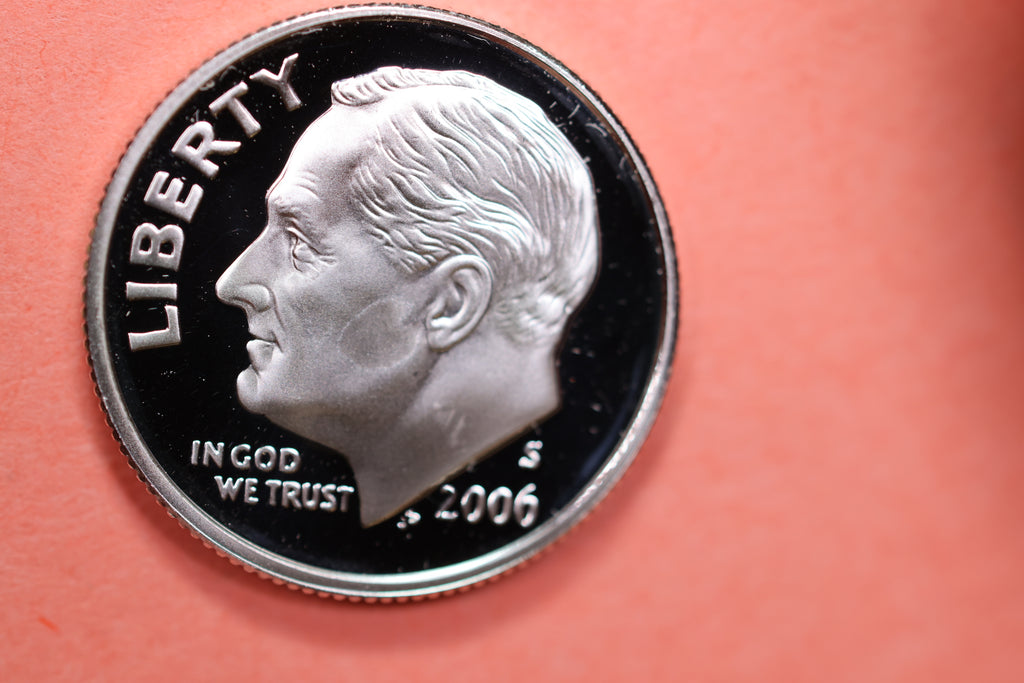 LIBERTY
IN GOD
WE TRUST
S
2006